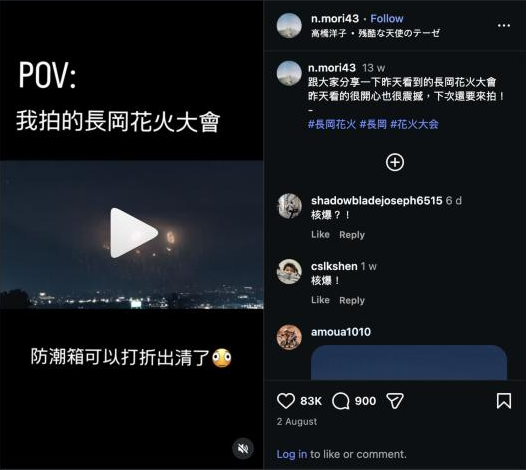 POV:
我拍的長岡花火大會
防潮箱可以打折出清了😳
n.mori43 • Follow
高橋洋子 • 残酷な天使のテーゼ
n.mori43 13 w
跟大家分享一下昨天看到的長岡花火大會
昨天看的很開心也很震撼，下次還要來拍！
-
#長岡花火 #長岡 #花火大会
shadowbladejoseph6515 6 d
核爆？！
Like Reply
cslkshen 1 w
核爆！
Like Reply
amoua1010
83K 900
2 August
Log in to like or comment.